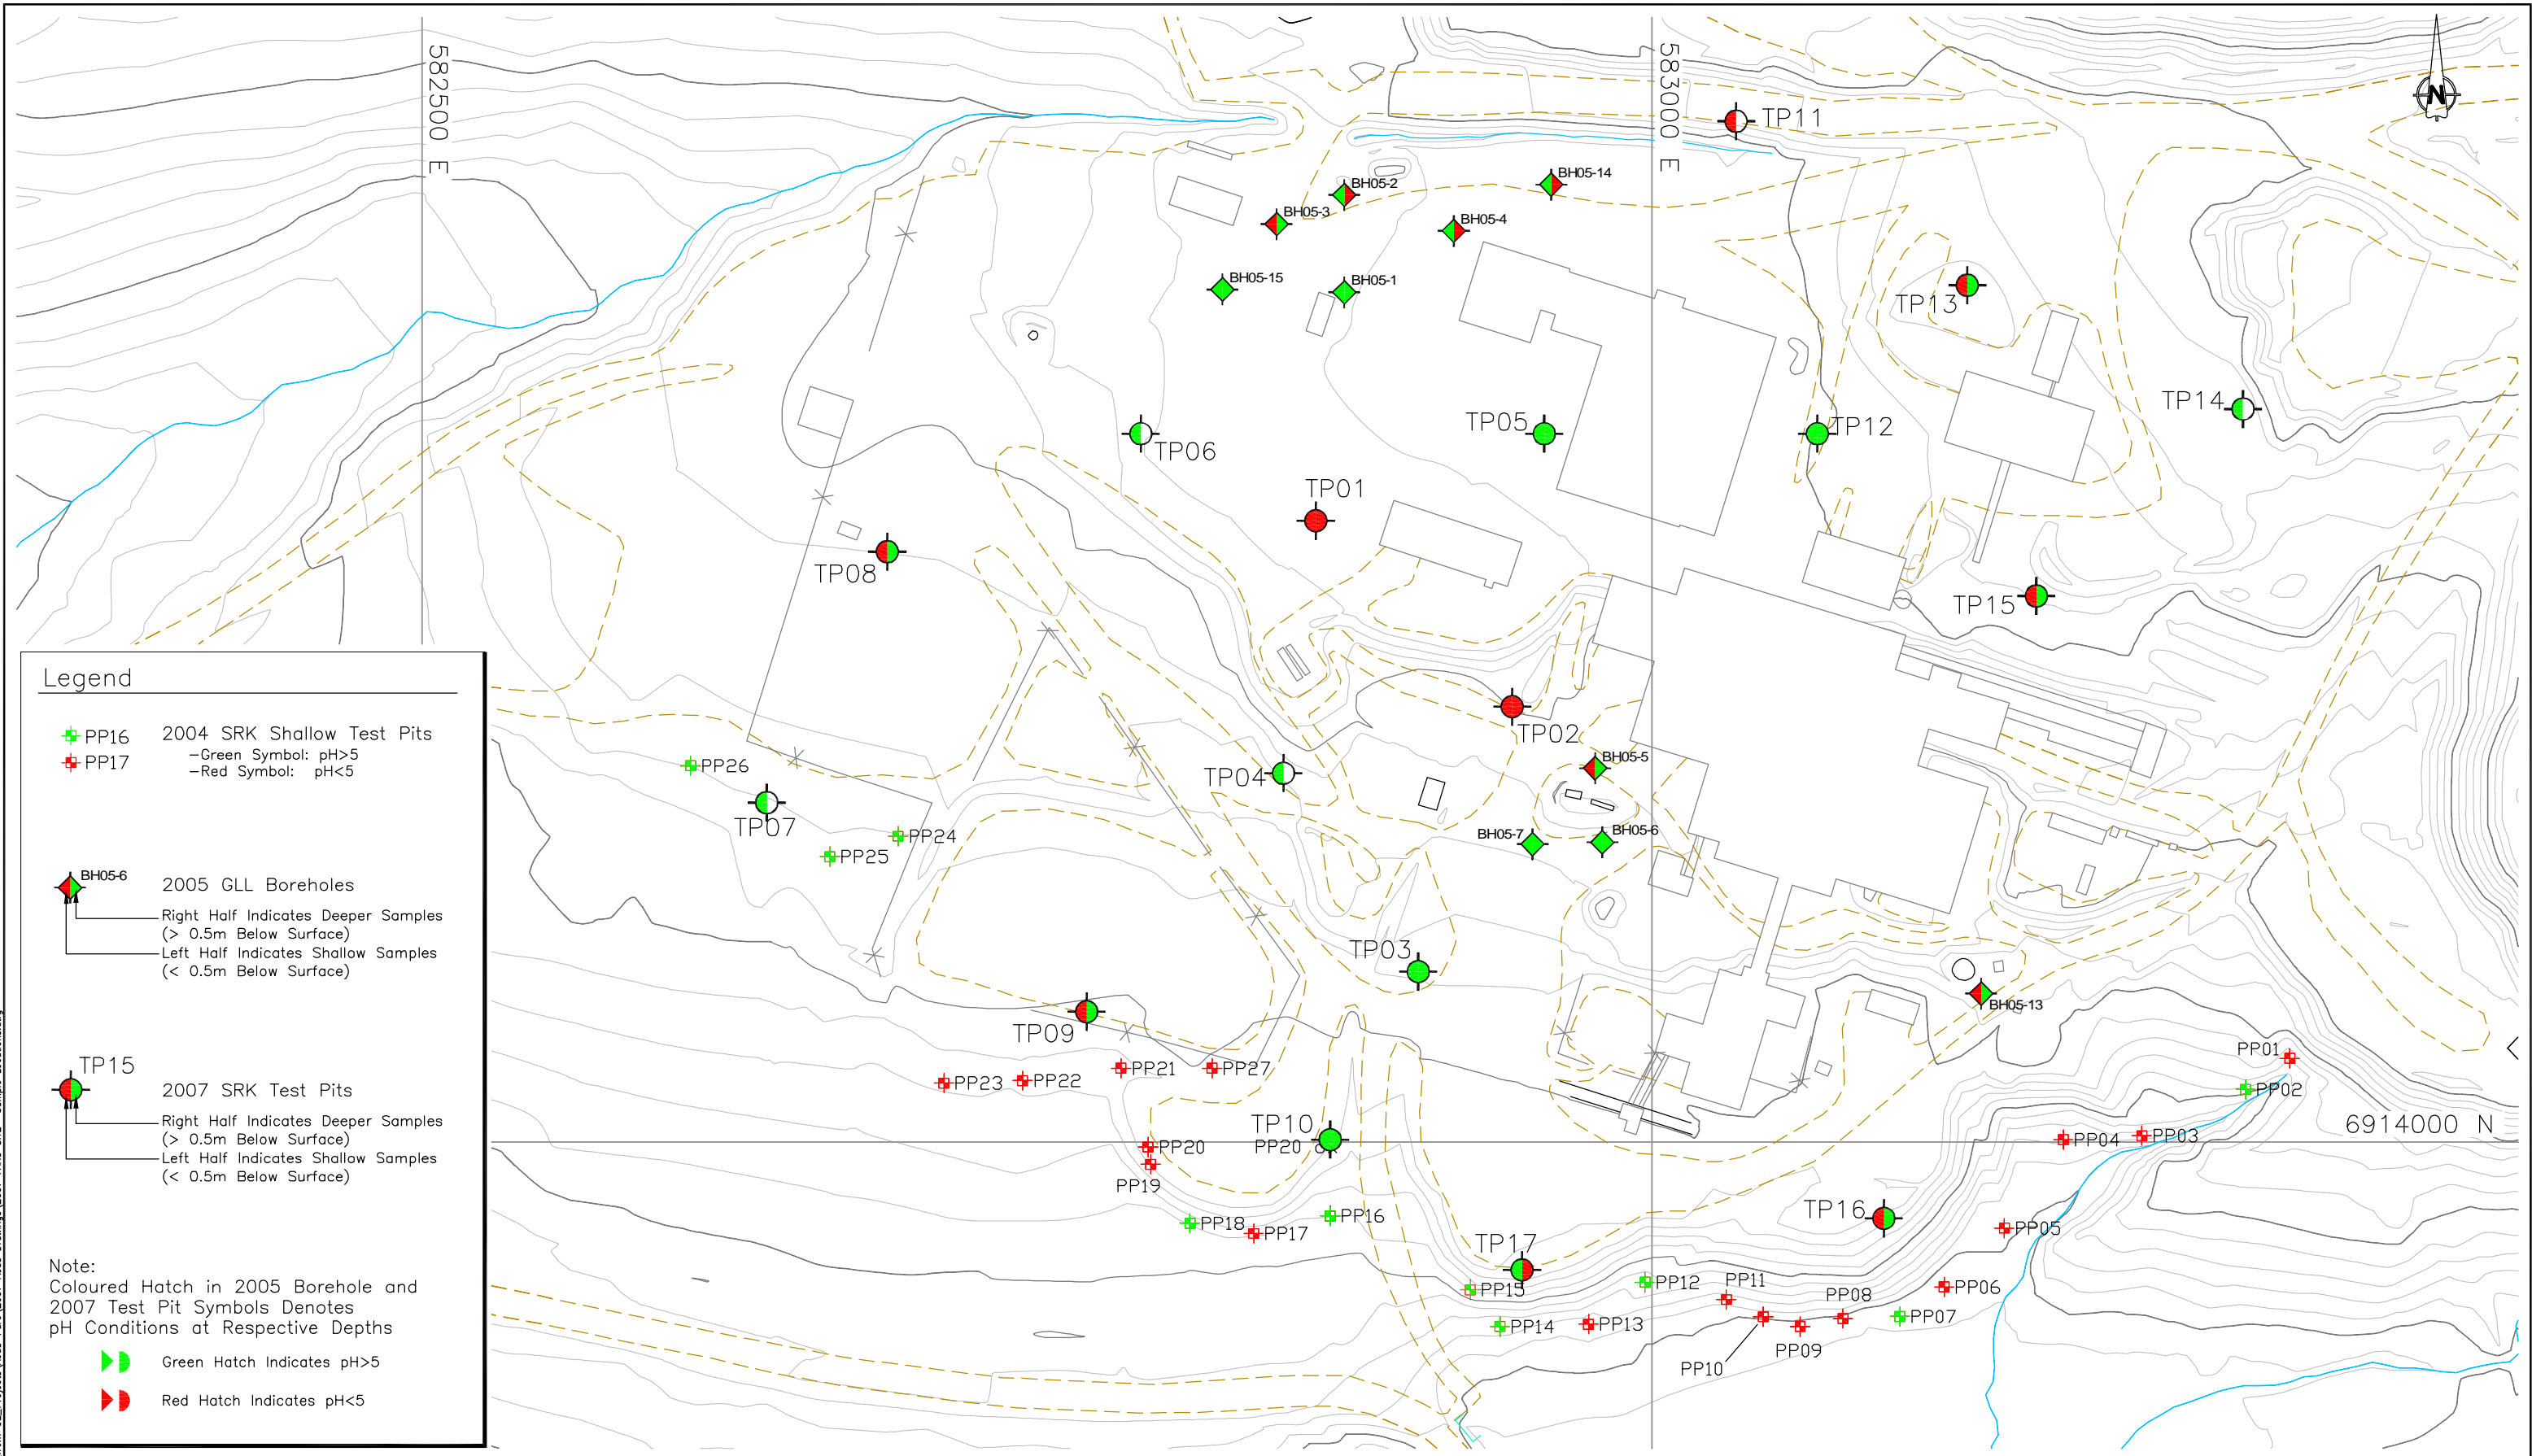 582500 E
583000 E
N
TP11
BH05-2
BH05-14
BH05-3
BH05-4
BH05-15
BH05-1
TP13
TP14
TP06
TP05
TP12
TP01
TP08
TP15
TP02
BH05-5
TP04
PP26
TP07
PP24
PP25
BH05-7
BH05-6
TP03
BH05-13
TP09
PP01
PP02
PP23
PP22
PP21
PP27
TP10
PP20
PP20
PP19
PP04
PP03
6914000 N
PP18
PP17
PP16
TP16
PP05
TP17
PP15
PP12
PP11
PP08
PP06
PP07
PP14
PP13
PP10
PP09
Legend
PP16
PP17
2004 SRK Shallow Test Pits
-Green Symbol: pH>5
-Red Symbol: pH<5
BH05-6
2005 GLL Boreholes
Right Half Indicates Deeper Samples
(> 0.5m Below Surface)
Left Half Indicates Shallow Samples
(< 0.5m Below Surface)
TP15
2007 SRK Test Pits
Right Half Indicates Deeper Samples
(> 0.5m Below Surface)
Left Half Indicates Shallow Samples
(< 0.5m Below Surface)
Note:
Coloured Hatch in 2005 Borehole and
2007 Test Pit Symbols Denotes
pH Conditions at Respective Depths
Green Hatch Indicates pH>5
Red Hatch Indicates pH<5